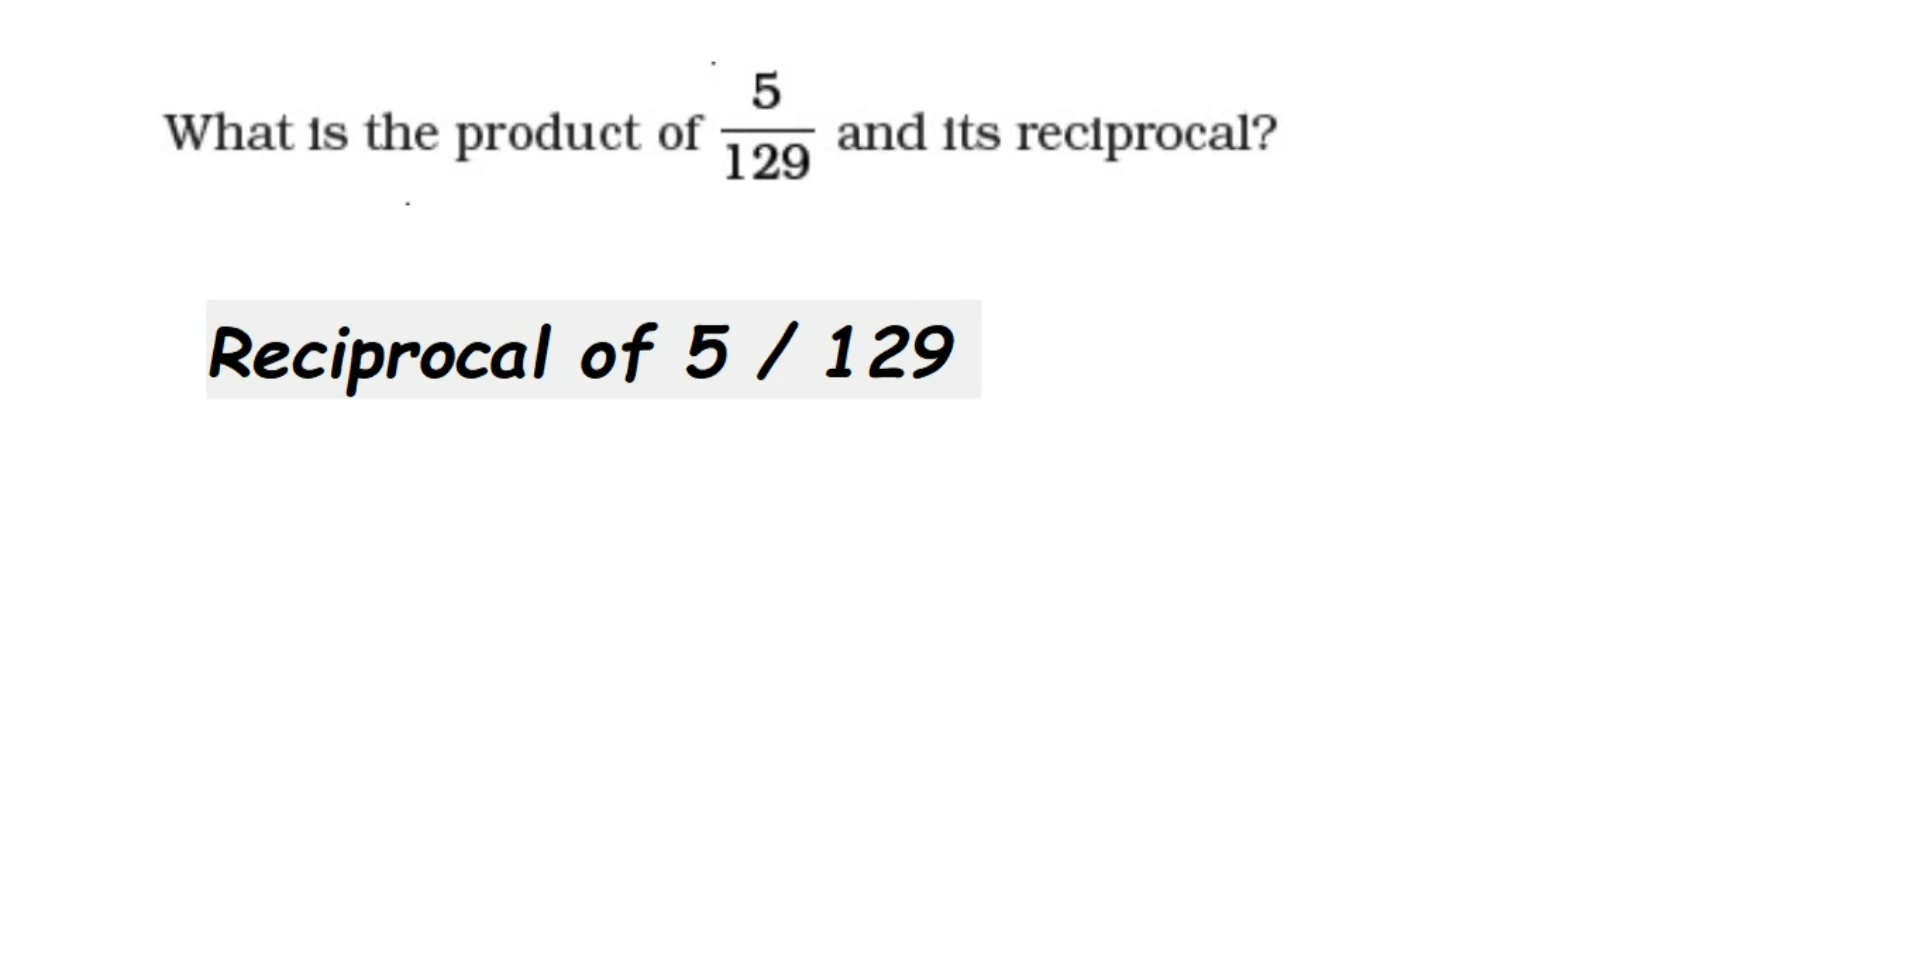 What is the product of 5/129 and its reciprocal?
Reciprocal of 5 / 129